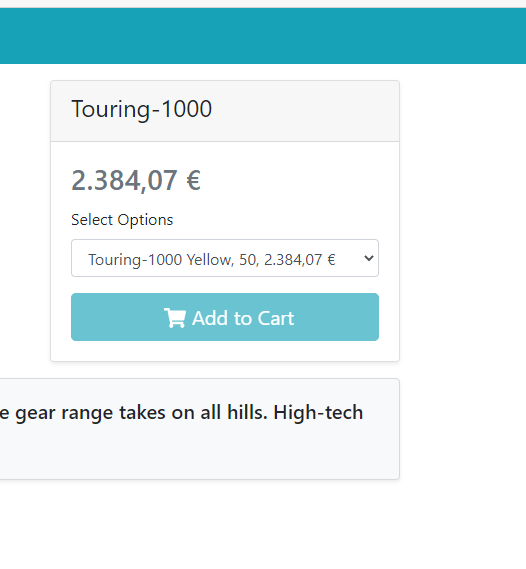 Touring-1000
2.384,07 €
Select Options
Touring-1000 Yellow, 50, 2.384,07 €
Add to Cart
e gear range takes on all hills. High-tech